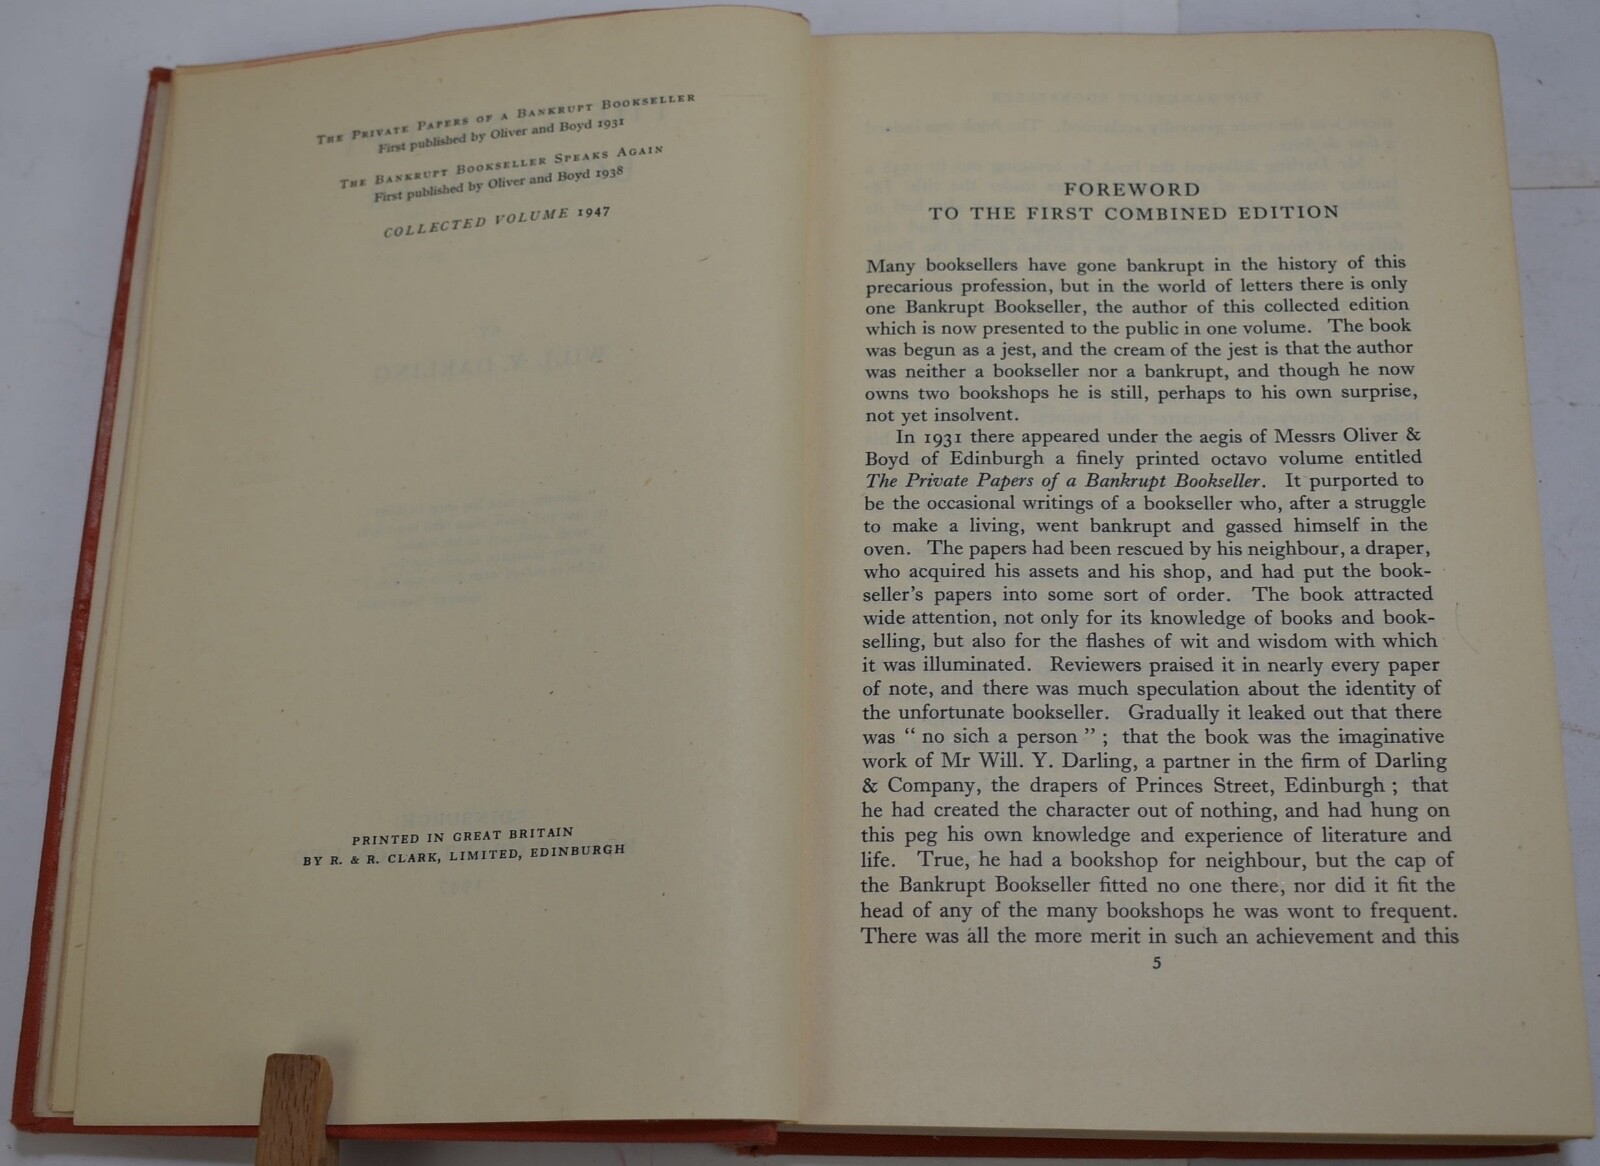 THE PRIVATE PAPERS OF A BANKRUPT BOOKSELLER
First published by Oliver and Boyd 1931
THE BANKRUPT BOOKSELLER SPEAKS AGAIN
First published by Oliver and Boyd 1938
COLLECTED VOLUME 1947
PRINTED IN GREAT BRITAIN
BY R. & R. CLARK, LIMITED, EDINBURGH
FOREWORD
TO THE FIRST COMBINED EDITION
Many booksellers have gone bankrupt in the history of this
precarious profession, but in the world of letters there is only
one Bankrupt Bookseller, the author of this collected edition
which is now presented to the public in one volume. The book
was begun as a jest, and the cream of the jest is that the author
was neither a bookseller nor a bankrupt, and though he now
owns two bookshops he is still, perhaps to his own surprise,
not yet insolvent.
In 1931 there appeared under the aegis of Messrs Oliver &
Boyd of Edinburgh a finely printed octavo volume entitled
The Private Papers of a Bankrupt Bookseller. It purported to
be the occasional writings of a bookseller who, after a struggle
to make a living, went bankrupt and gassed himself in the
oven. The papers had been rescued by his neighbour, a draper,
who acquired his assets and his shop, and had put the book-
seller's papers into some sort of order. The book attracted
wide attention, not only for its knowledge of books and book-
selling, but also for the flashes of wit and wisdom with which
it was illuminated. Reviewers praised it in nearly every paper
of note, and there was much speculation about the identity of
the unfortunate bookseller. Gradually it leaked out that there
was " no sich a person " ; that the book was the imaginative
work of Mr Will. Y. Darling, a partner in the firm of Darling
& Company, the drapers of Princes Street, Edinburgh ; that
he had created the character out of nothing, and had hung on
this peg his own knowledge and experience of literature and
life. True, he had a bookshop for neighbour, but the cap of
the Bankrupt Bookseller fitted no one there, nor did it fit the
head of any of the many bookshops he was wont to frequent.
There was all the more merit in such an achievement and this
5